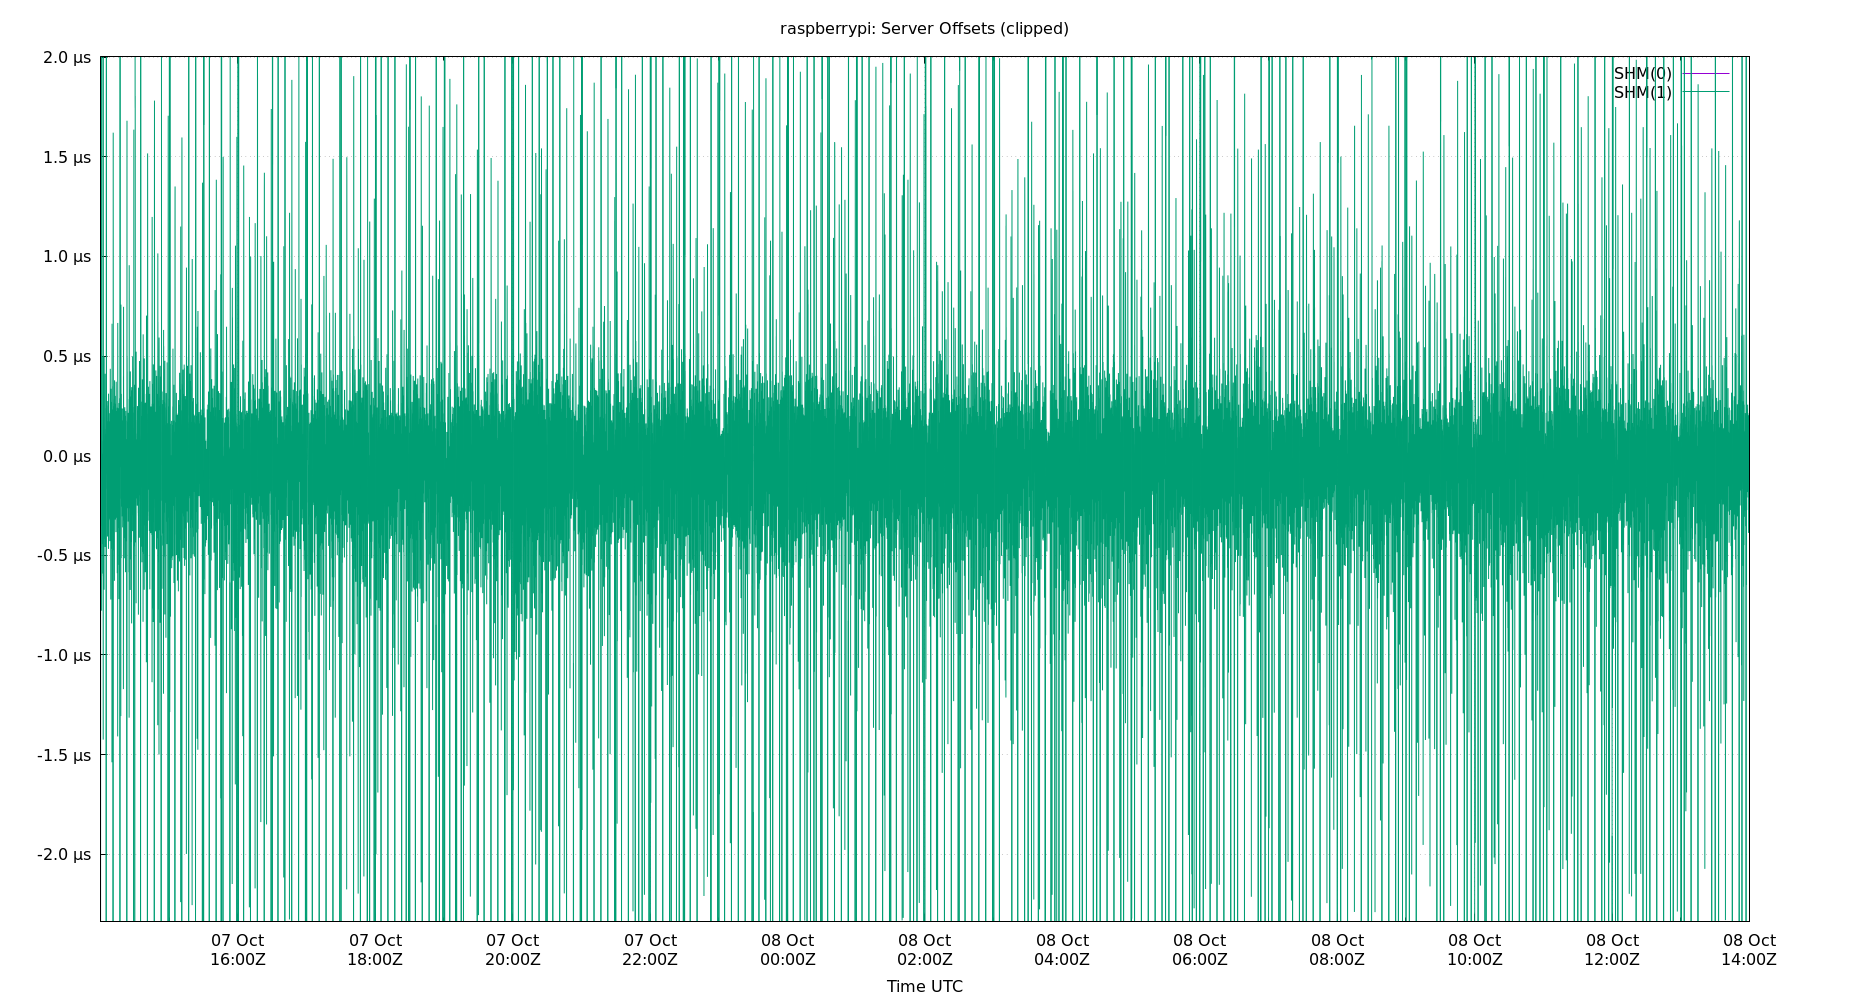 raspberrypi: Server Offsets (clipped)
2.0 µs
1.5 µs
1.0 µs
0.5 µs
0.0 µs
-0.5 µs
-1.0 µs
-1.5 µs
-2.0 µs
SHM(0)
SHM(1)
07 Oct 07 Oct 07 Oct 07 Oct 08 Oct 08 Oct 08 Oct 08 Oct 08 Oct 08 Oct 08 Oct 08 Oct
16:00Z 18:00Z 20:00Z 22:00Z 00:00Z 02:00Z 04:00Z 06:00Z 08:00Z 10:00Z 12:00Z 14:00Z
Time UTC